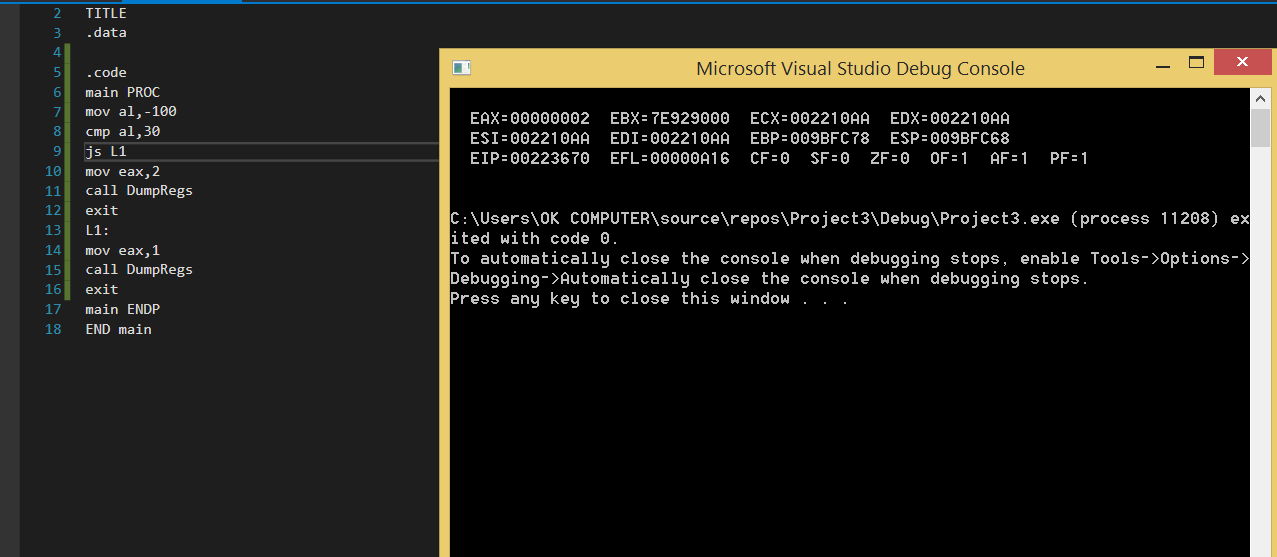 2 TITLE
3 .data
4
5 .code
6 main PROC
7 mov al,-100
8 cmp al,30
9 js L1
10 mov eax,2
11 call DumpRegs
12 exit
13 L1:
14 mov eax,1
15 call DumpRegs
16 exit
17 main ENDP
18 END main
Microsoft Visual Studio Debug Console
EAX=00000002 EBX=7E929000 ECX=002210AA EDX=002210AA
ESI=002210AA EDI=002210AA EBP=009BFC78 ESP=009BFC68
EIP=00223670 EFL=00000A16 CF=0 SF=0 ZF=0 OF=1 AF=1 PF=1
C:\Users\OK COMPUTER\source\repos\Project3\Debug\Project3.exe (process 11208) ex
ited with code 0.
To automatically close the console when debugging stops, enable Tools->Options->
Debugging->Automatically close the console when debugging stops.
Press any key to close this window . . .